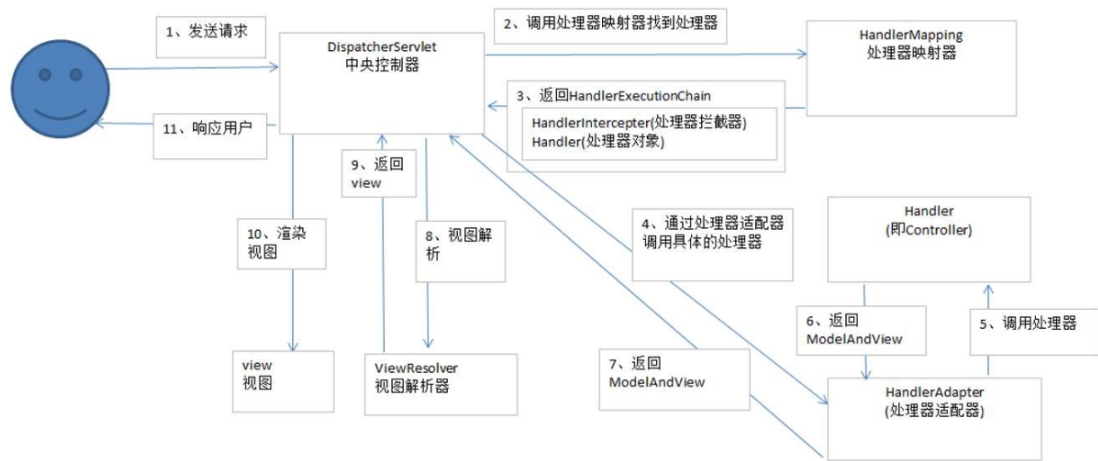 1、发送请求
DispatcherServlet
中央控制器
2、调用处理器映射器找到处理器
HandlerMapping
处理器映射器
3、返回HandlerExecutionChain
HandlerIntercepter(处理器拦截器)
Handler(处理器对象)
11、响应用户
9、返回
view
10、渲染
视图
8、视图解
析
4、通过处理器适配器
调用具体的处理器
Handler
(即Controller)
6、返回
ModelAndView
5、调用处理器
7、返回
ModelAndView
view
视图
ViewResolver
视图解析器
HandlerAdapter
(处理器适配器)